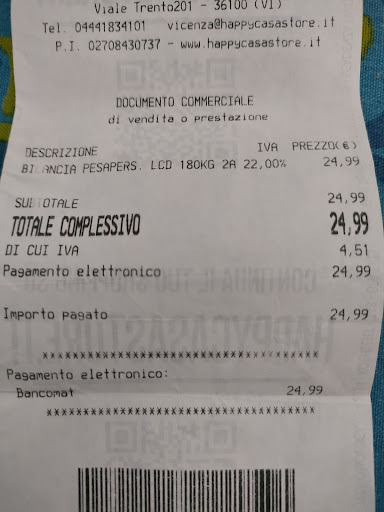 Viale Trento201 - 36100 (VI)
Tel. 04441834101 vicenza@happycasastore.it
P.I. 02708430737 - www.happycasastore.it
DOCUMENTO COMMERCIALE
di vendita o prestazione
DESCRIZIONE IVA PREZZO(€)
BILANCIA PESAPERS. LCD 180KG 2A 22,00% 24,99
SUBTOTALE 24,99
TOTALE COMPLESSIVO 24,99
DI CUI IVA 4,51
Pagamento elettronico 24,99
Importo pagato 24,99
Pagamento elettronico:
Bancomat 24,99